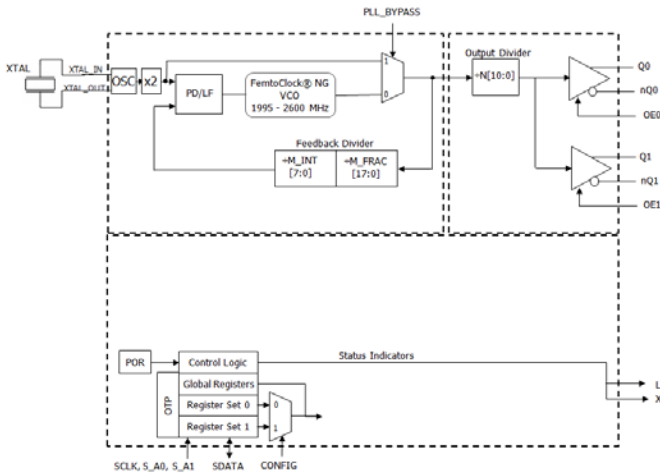 PLL_BYPASS
XTAL
XTAL_IN
XTAL_OUT
OSC
x2
PD/LF
FemtoClock® NG
VCO
1995 - 2600 MHz
1
0
Feedback Divider
÷M_INT
[7:0]
÷M_FRAC
[17:0]
Output Divider
÷N[10:0]
Q0
nQ0
OE0
Q1
nQ1
OE1
POR
Control Logic
Status Indicators
OTP
Global Registers
Register Set 0
0
Register Set 1
1
L
X
SCLK, S_A0, S_A1
SDATA
CONFIG